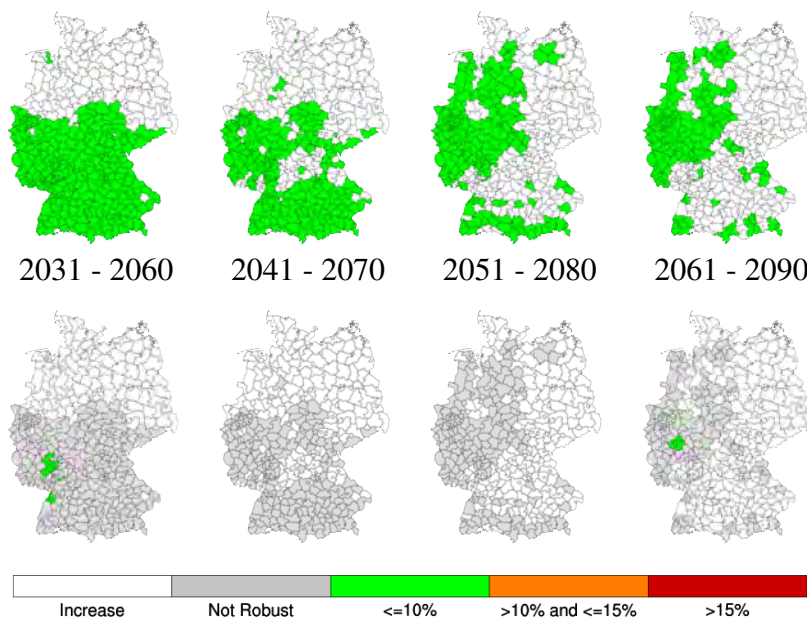 2031 - 2060 2041 - 2070 2051 - 2080 2061 - 2090
Increase Not Robust <=10% >10% and <=15% >15%